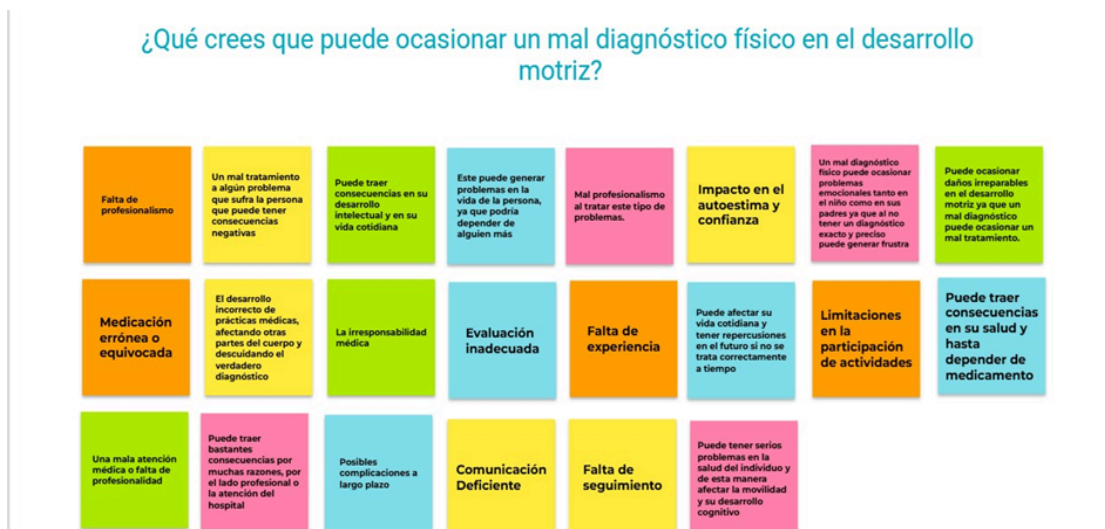 ¿Qué crees que puede ocasionar un mal diagnóstico físico en el desarrollo
motriz?
Falta de
profesionalismo
Un mal tratamiento
a algún problema
que sufra la persona
que puede tener
consecuencias
negativas
Puede traer
consecuencias en su
desarrollo
intelectual y en su
vida cotidiana
Este puede generar
problemas en la
vida de la persona,
ya que podría
depender de
alguien más
Mal profesionalismo
al tratar este tipo de
problemas.
Impacto en el
autoestima y
confianza
Un mal diagnóstico
físico puede ocasionar
problemas
emocionales tanto en
el niño como en sus
padres ya que al no
tener un diagnóstico
exacto y preciso
puede generar frustra
Puede ocasionar
daños irreparables
en el desarrollo
motriz ya que un
mal diagnóstico
puede ocasionar un
mal tratamiento.
Medicación
errónea o
equivocada
El desarrollo
incorrecto de
prácticas médicas,
afectando otras
partes del cuerpo y
descuidando el
verdadero
diagnóstico
La irresponsabilidad
médica
Evaluación
inadecuada
Falta de
experiencia
Puede afectar su
vida cotidiana y
tener repercusiones
en el futuro si no se
trata correctamente
a tiempo
Limitaciones
en la
participación
de actividades
Puede traer
consecuencias
en su salud y
hasta
depender de
medicamento
Una mala atención
médica o falta de
profesionalidad
Puede traer
bastantes
consecuencias por
muchas razones, por
el lado profesional o
la atención del
hospital
Posibles
complicaciones a
largo plazo
Comunicación
Deficiente
Falta de
seguimiento
Puede tener serios
problemas en la
salud del individuo y
de esta manera
afectar la movilidad
y su desarrollo
cognitivo